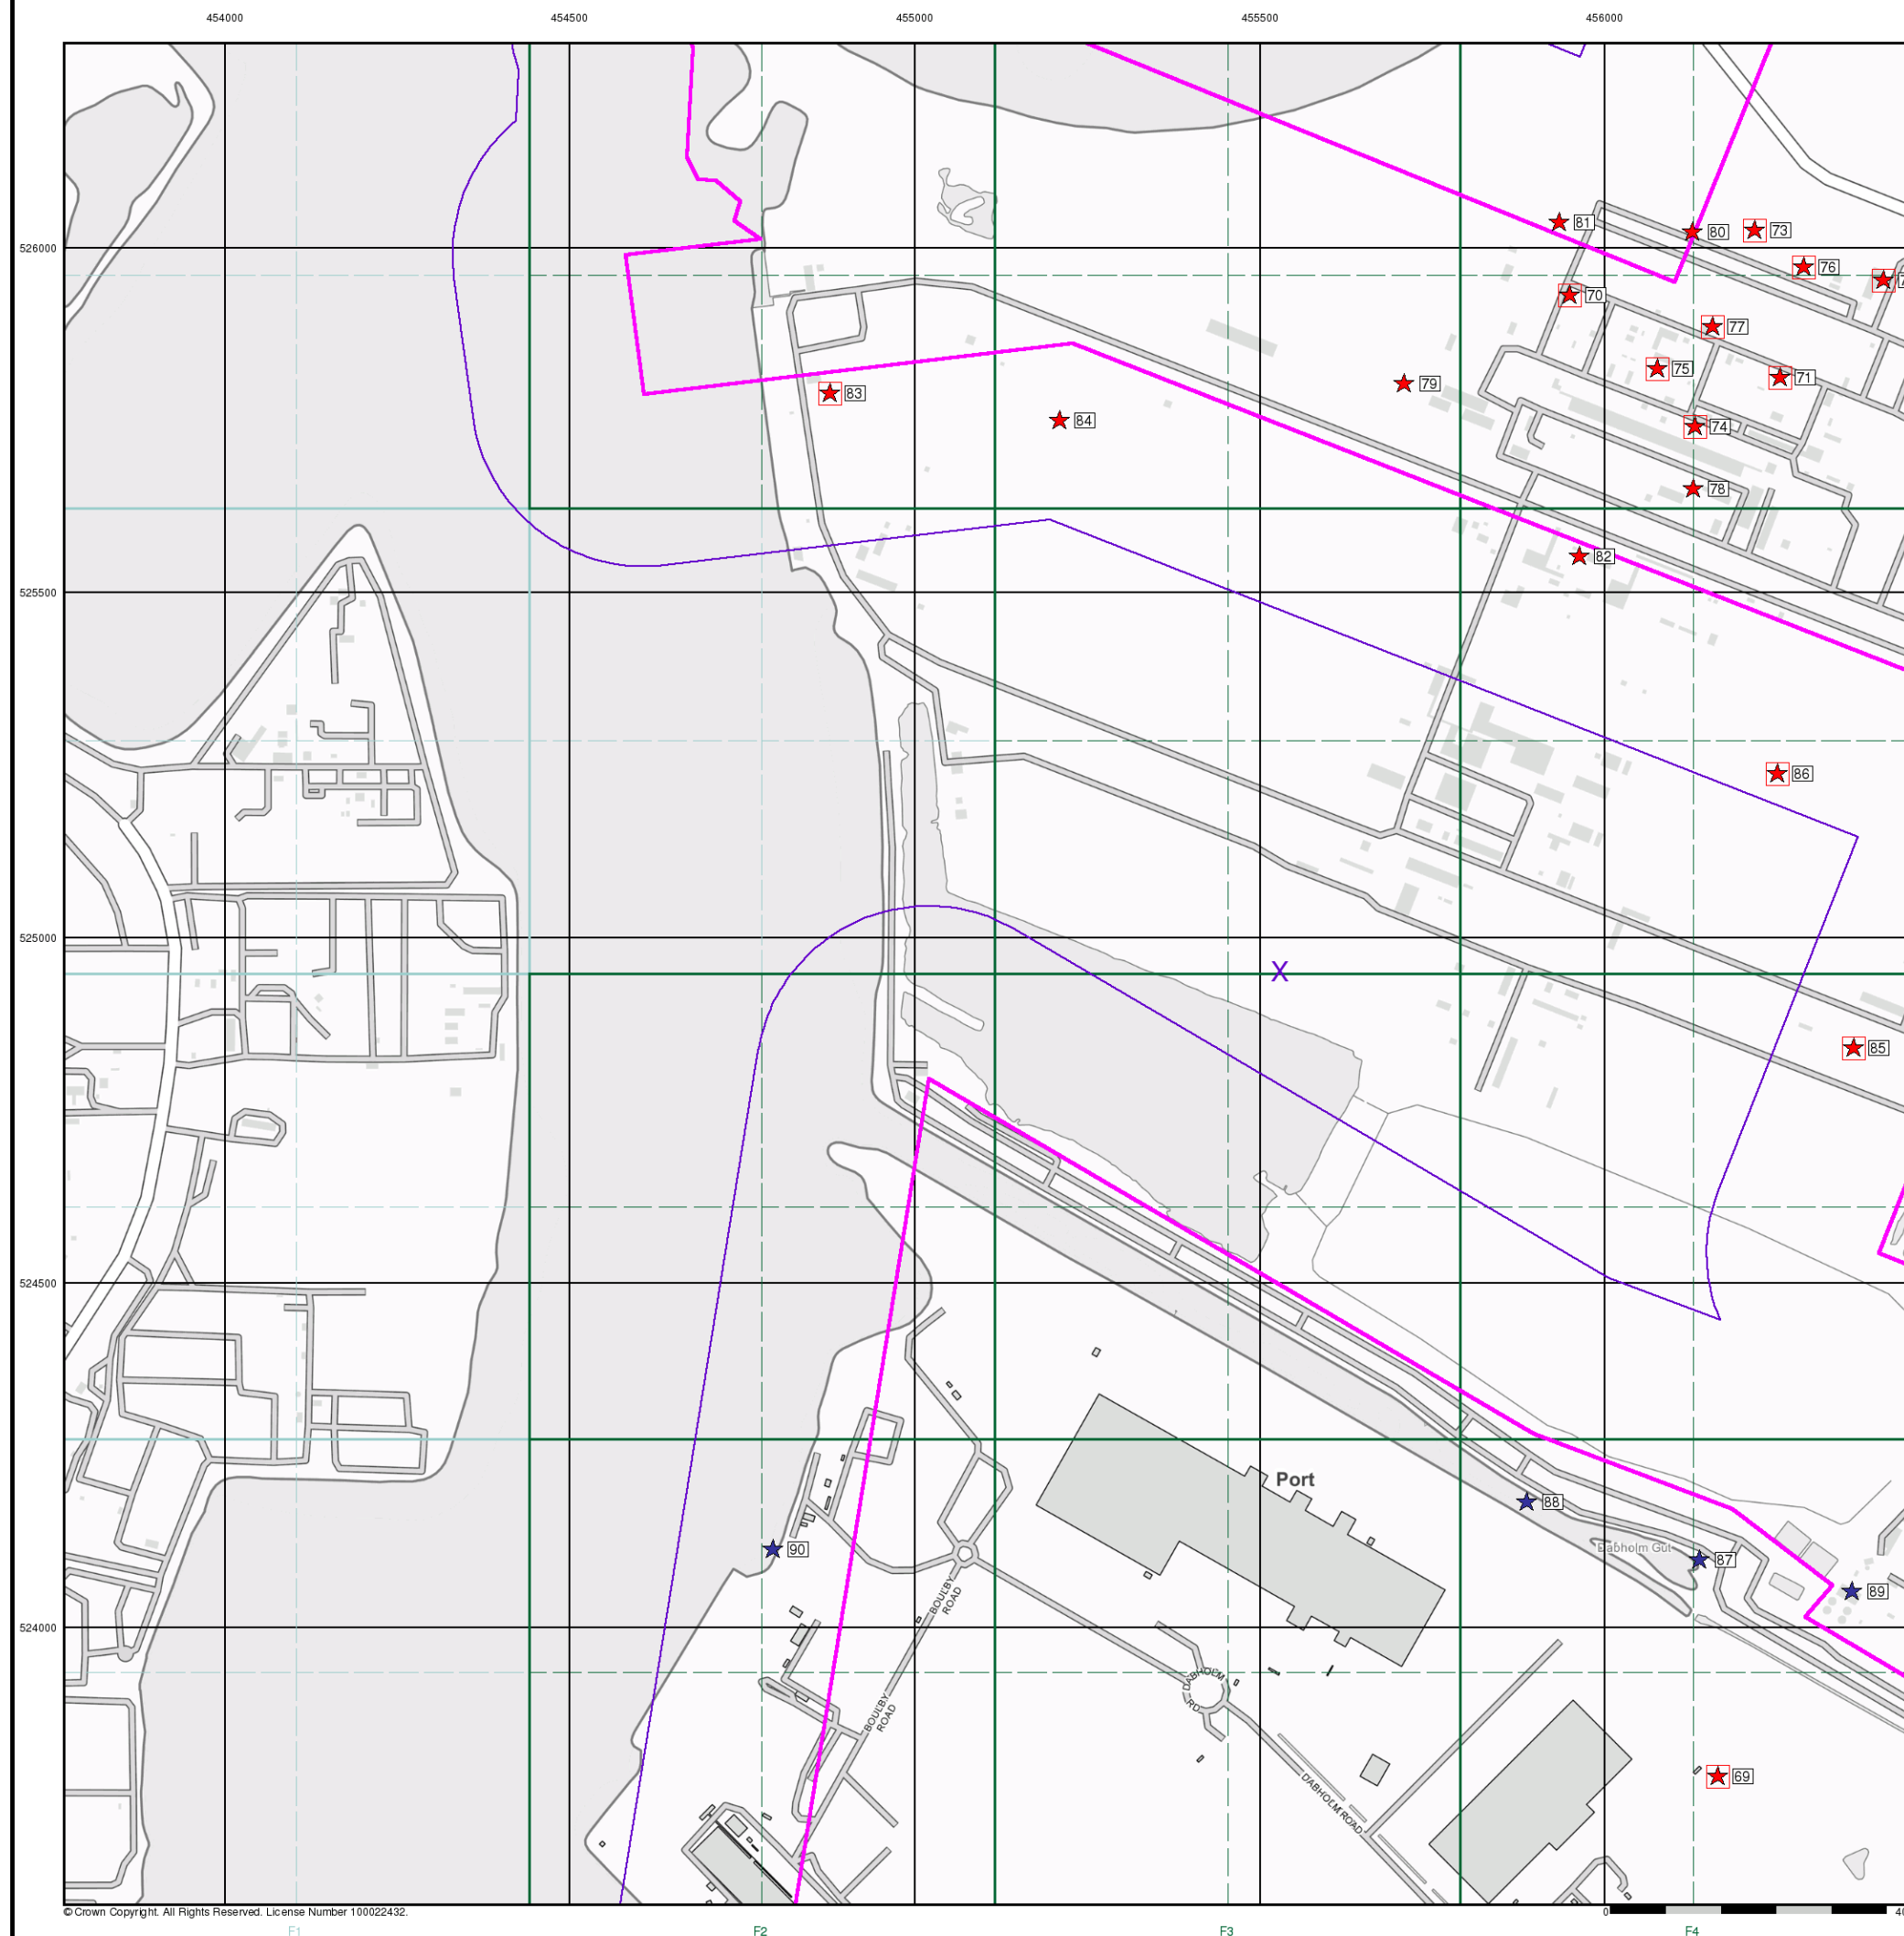 454000 454500 455000 455500 456000
81 80 73
526000
76
70
77
75 71
83 79
84
74
78
82
525500
86
525000
X
85
524500
Port
88
90
Dabholm Gut
87
89
BOULBY
ROAD
524000
DABHOLM
RD
BOULBY
ROAD
69
DABHOLM ROAD
© Crown Copyright. All Rights Reserved. License Number 100022432.
0
F1 F2 F3 F4